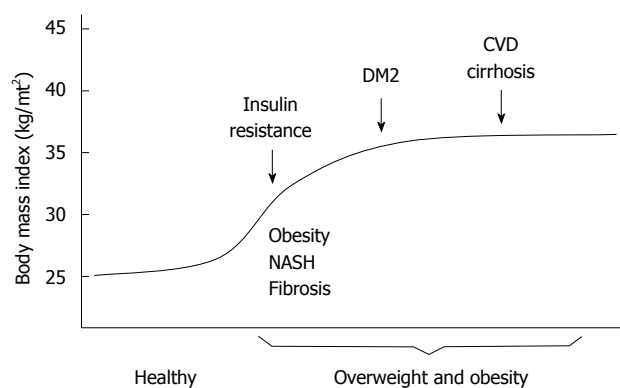 45
40
35
30
25
Body mass index (kg/mt²)
CVD
cirrhosis
DM2
Insulin
resistance
Obesity
NASH
Fibrosis
Healthy
Overweight and obesity